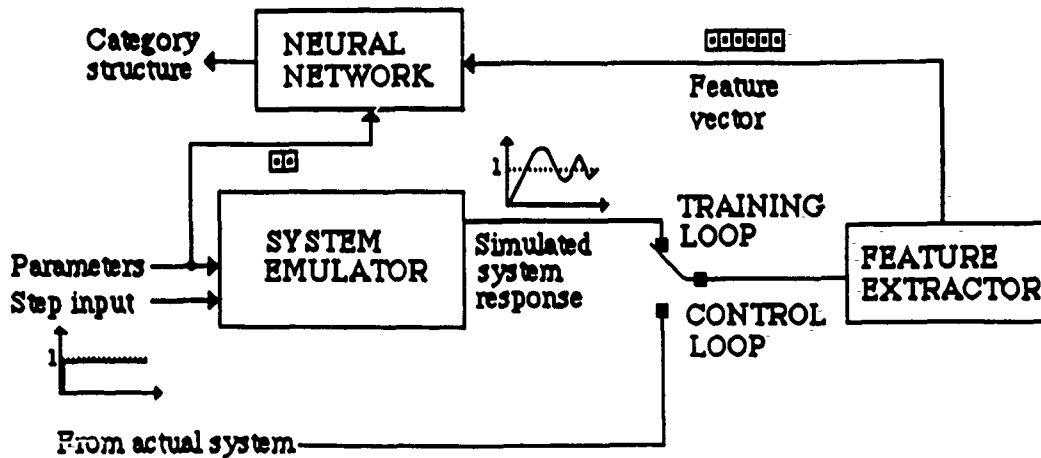 Category
structure
NEURAL
NETWORK
Feature
vector
1
SYSTEM
EMULATOR
Simulated
system
response
TRAINING
LOOP
FEATURE
EXTRACTOR
Parameters
Step input
CONTROL
LOOP
1
From actual system